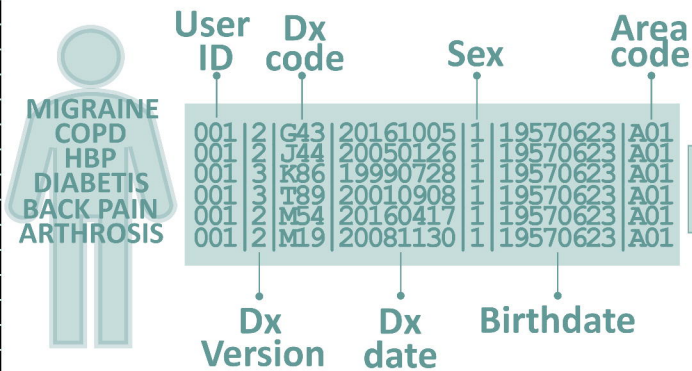 User ID
Dx code
Sex
Area code
MIGRAINE
COPD
HBP
DIABETIS
BACK PAIN
ARTHROSIS
001|2|G43|20161005|1|19570623|A01
001|2|J44|20050126|1|19570623|A01
001|3|K86|19990728|1|19570623|A01
001|3|T89|20010908|1|19570623|A01
001|2|M54|20160417|1|19570623|A01
001|2|M19|20081130|1|19570623|A01
Dx Version
Dx date
Birthdate